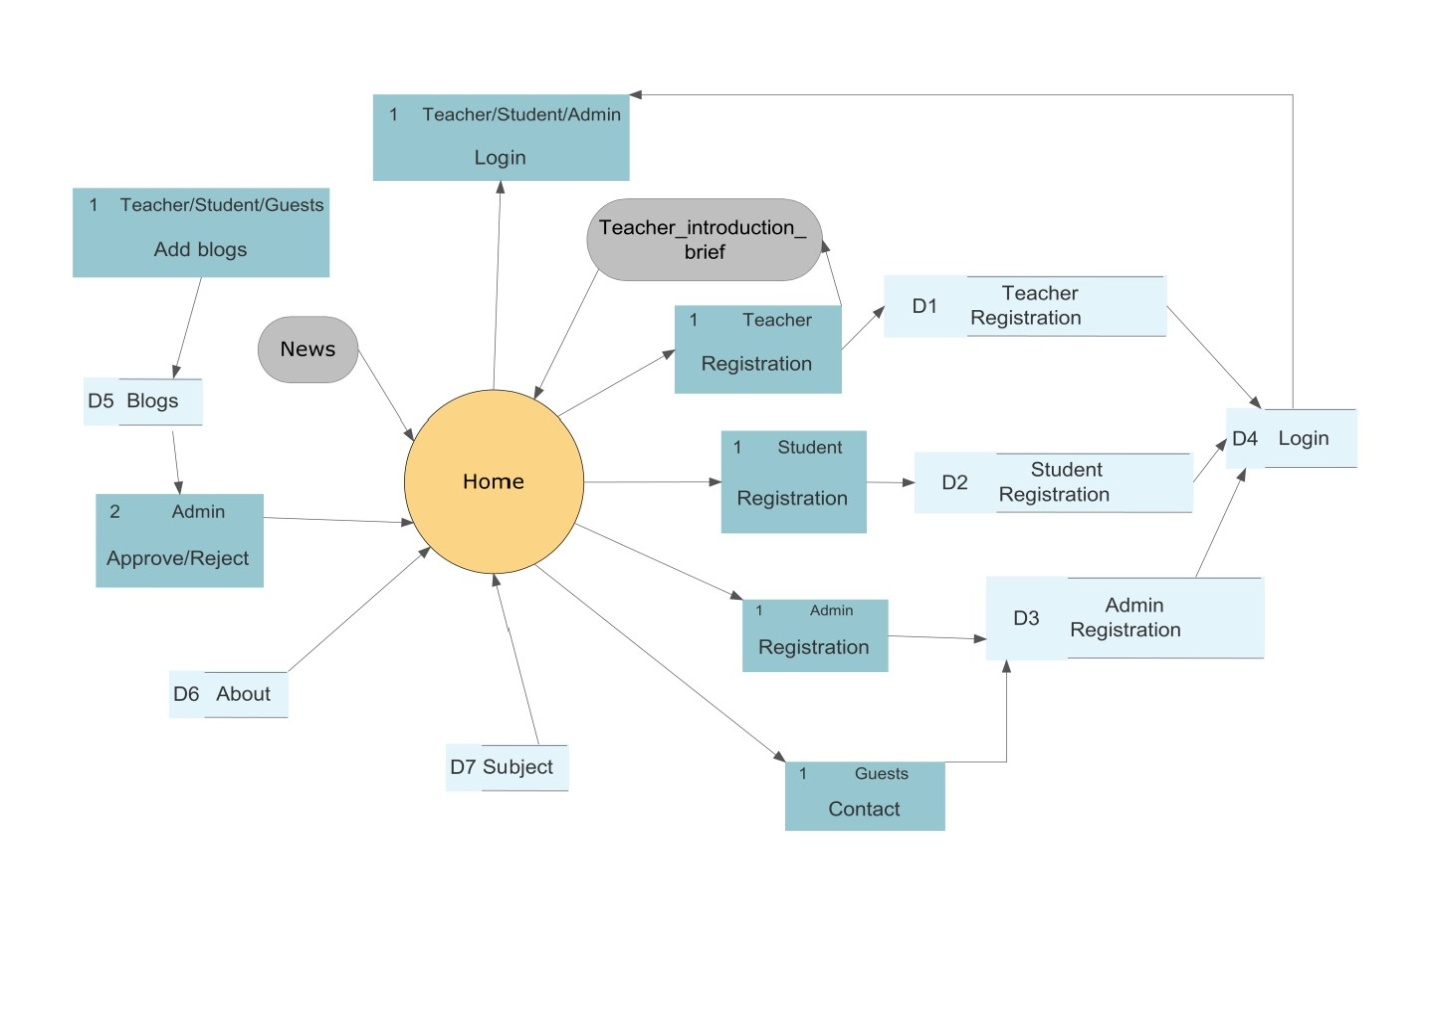 1 Teacher/Student/Admin
Login
1 Teacher/Student/Guests
Add blogs
Teacher_introduction_
brief
News
1 Teacher
Registration
D1 Teacher
Registration
D5 Blogs
D4 Login
Home
1 Student
Registration
D2 Student
Registration
2 Admin
Approve/Reject
1 Admin
Registration
D3 Admin
Registration
D6 About
D7 Subject
1 Guests
Contact